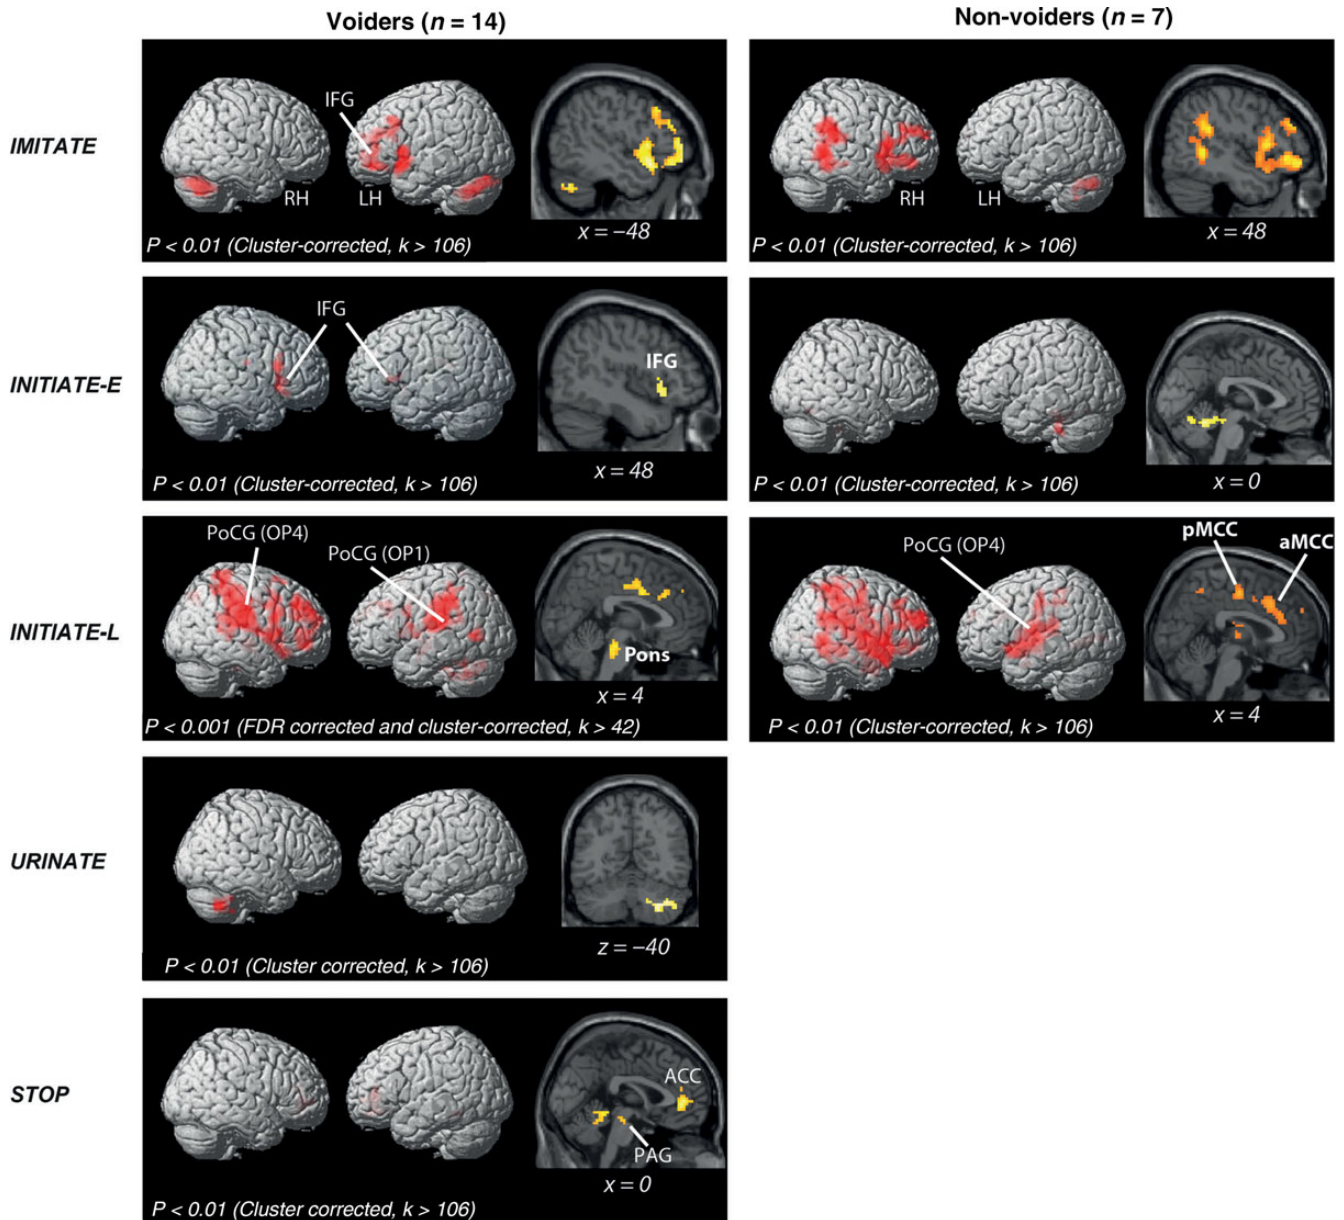 Voiders (n = 14)
Non-voiders (n = 7)
IMITATE
IFG
RH
LH
x = –48
P < 0.01 (Cluster-corrected, k > 106)
RH
LH
x = 48
P < 0.01 (Cluster-corrected, k > 106)
INITIATE-E
IFG
IFG
x = 48
P < 0.01 (Cluster-corrected, k > 106)
x = 0
P < 0.01 (Cluster-corrected, k > 106)
INITIATE-L
PoCG (OP4)
PoCG (OP1)
Pons
x = 4
P < 0.001 (FDR corrected and cluster-corrected, k > 42)
PoCG (OP4)
pMCC
aMCC
x = 4
P < 0.01 (Cluster-corrected, k > 106)
URINATE
z = –40
P < 0.01 (Cluster corrected, k > 106)
STOP
ACC
PAG
x = 0
P < 0.01 (Cluster corrected, k > 106)